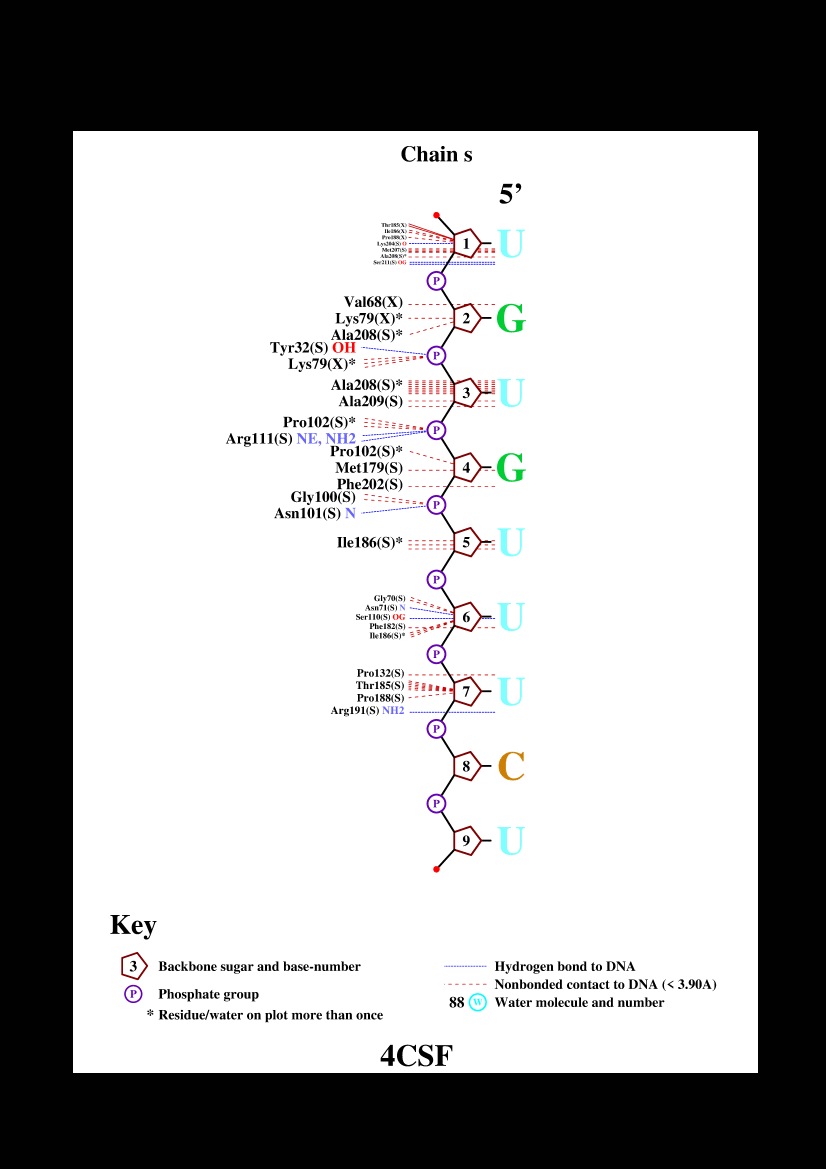 Chain s
5’
Thr185(X)
Ile186(X)
Pro188(X)
Lys204(S) O
Met207(S)
Ala208(S)*
Ser211(S) OG
1 U
P
Val68(X)
Lys79(X)*
Ala208(S)*
2 G
Tyr32(S) OH
Lys79(X)*
P
Ala208(S)*
Ala209(S)
3 U
Pro102(S)*
Arg111(S) NE, NH2
P
Pro102(S)*
Met179(S)
Phe202(S)
4 G
Gly100(S)
Asn101(S) N
P
Ile186(S)* 5 U
P
Gly70(S)
Asn71(S) N
Ser110(S) OG
Phe182(S)
Ile186(S)*
6 U
P
Pro132(S)
Thr185(S)
Pro188(S)
Arg191(S) NH2
7 U
P
8 C
P
9 U
Key
3 Backbone sugar and base-number
P Phosphate group
* Residue/water on plot more than once
Hydrogen bond to DNA
Nonbonded contact to DNA (< 3.90A)
88 W Water molecule and number
4CSF